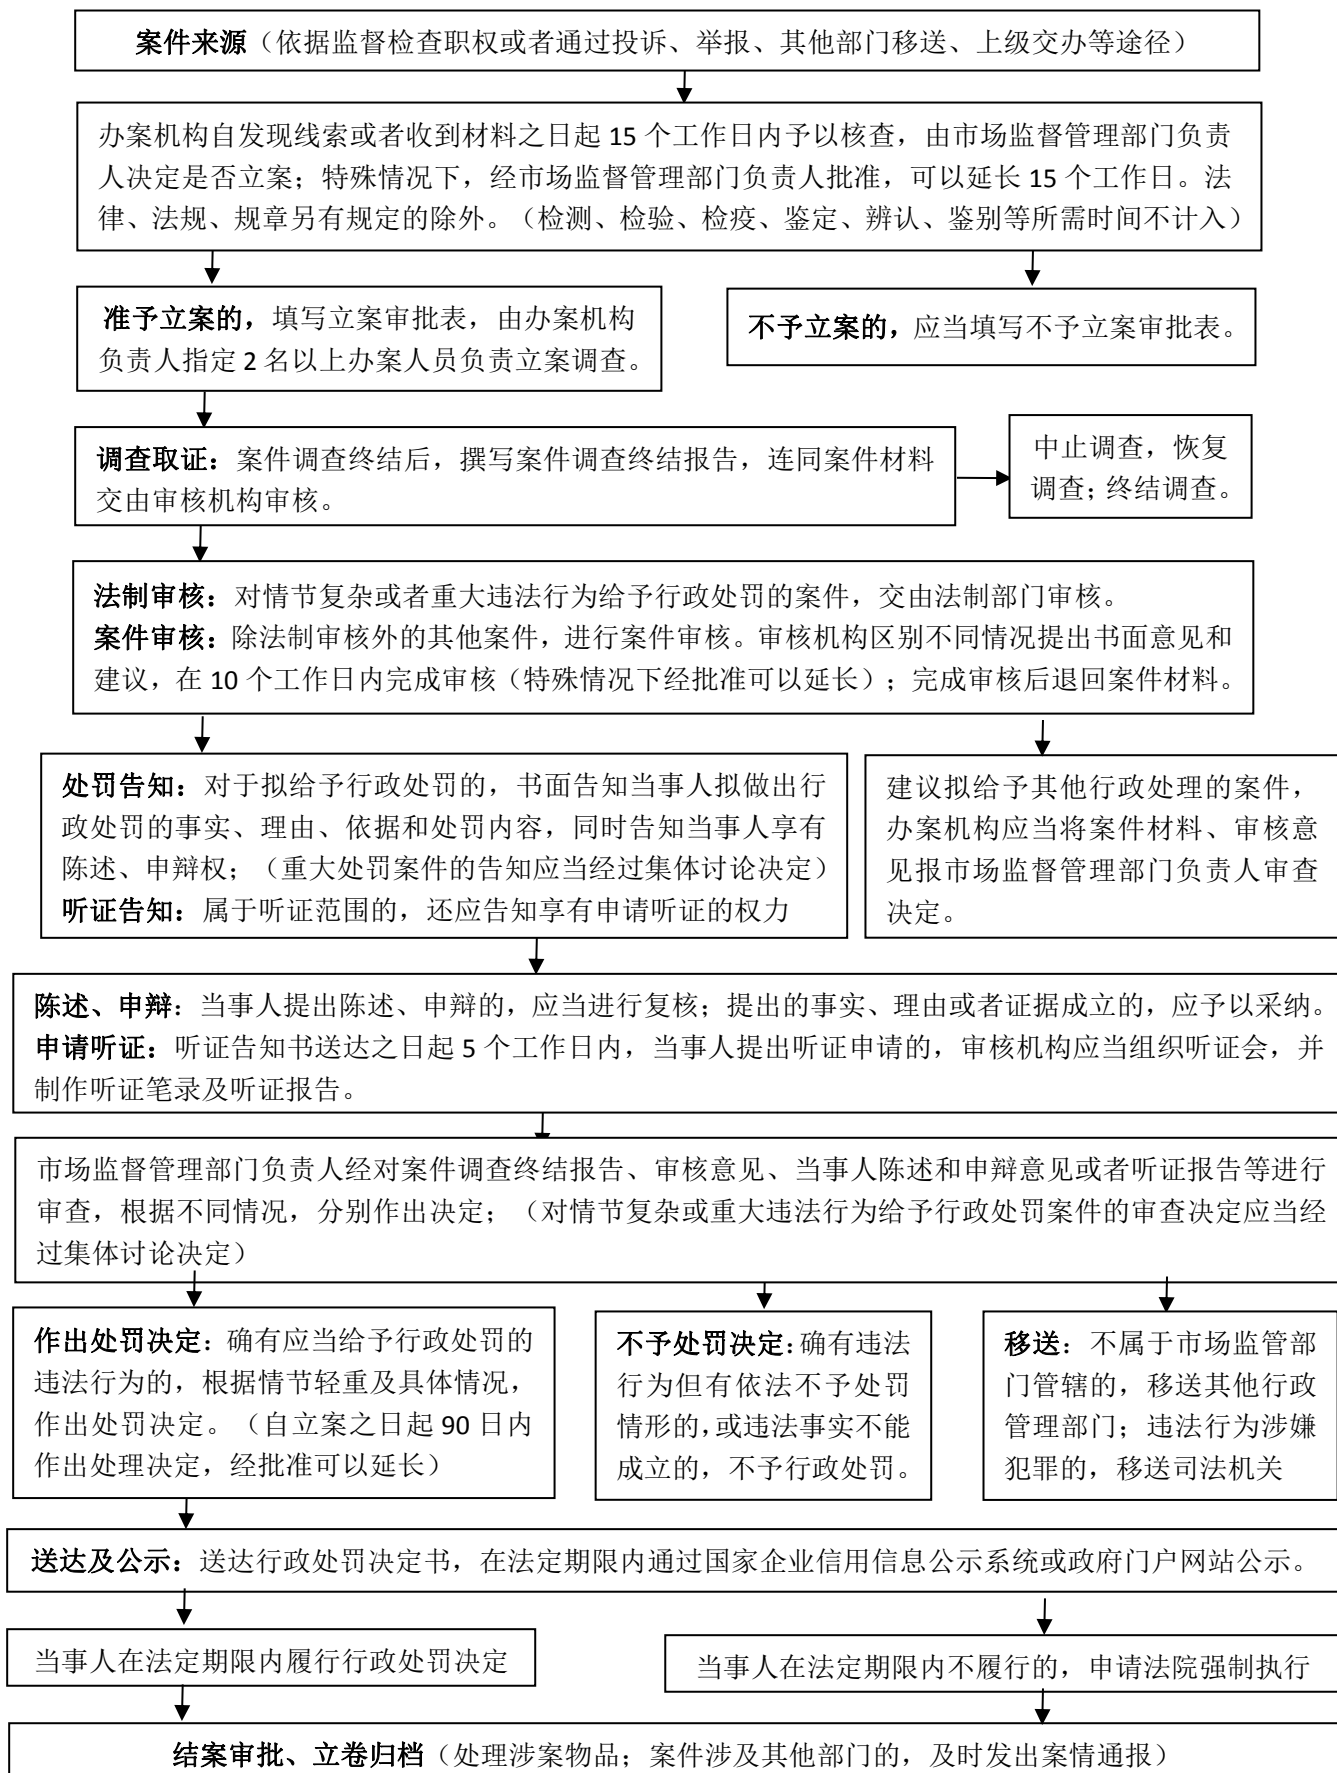 案件来源（依据监督检查职权或者通过投诉、举报、其他部门移送、上级交办等途径）
办案机构自发现线索或者收到材料之日起 15 个工作日内予以核查，由市场监督管理部门负责
人决定是否立案；特殊情况下，经市场监督管理部门负责人批准，可以延长 15 个工作日。法
律、法规、规章另有规定的除外。（检测、检验、检疫、鉴定、辨认、鉴别等所需时间不计入）
准予立案的，填写立案审批表，由办案机构
负责人指定 2 名以上办案人员负责立案调查。
不予立案的，应当填写不予立案审批表。
调查取证：案件调查终结后，撰写案件调查终结报告，连同案件材料
交由审核机构审核。
中止调查，恢复
调查；终结调查。
法制审核：对情节复杂或者重大违法行为给予行政处罚的案件，交由法制部门审核。
案件审核：除法制审核外的其他案件，进行案件审核。审核机构区别不同情况提出书面意见和
建议，在 10 个工作日内完成审核（特殊情况下经批准可以延长）；完成审核后退回案件材料。
处罚告知：对于拟给予行政处罚的，书面告知当事人拟做出行
政处罚的事实、理由、依据和处罚内容，同时告知当事人享有
陈述、申辩权；（重大处罚案件的告知应当经过集体讨论决定）
听证告知：属于听证范围的，还应告知享有申请听证的权力
建议拟给予其他行政处理的案件，
办案机构应当将案件材料、审核意
见报市场监督管理部门负责人审查
决定。
陈述、申辩：当事人提出陈述、申辩的，应当进行复核；提出的事实、理由或者证据成立的，应予以采纳。
申请听证：听证告知书送达之日起 5 个工作日内，当事人提出听证申请的，审核机构应当组织听证会，并
制作听证笔录及听证报告。
市场监督管理部门负责人经对案件调查终结报告、审核意见、当事人陈述和申辩意见或者听证报告等进行
审查，根据不同情况，分别作出决定；（对情节复杂或重大违法行为给予行政处罚案件的审查决定应当经
过集体讨论决定）
作出处罚决定：确有应当给予行政处罚的
违法行为的，根据情节轻重及具体情况，
作出处罚决定。（自立案之日起 90 日内
作出处理决定，经批准可以延长）
不予处罚决定：确有违法
行为但有依法不予处罚
情形的，或违法事实不能
成立的，不予行政处罚。
移送：不属于市场监管部
门管辖的，移送其他行政
管理部门；违法行为涉嫌
犯罪的，移送司法机关
送达及公示：送达行政处罚决定书，在法定期限内通过国家企业信用信息公示系统或政府门户网站公示。
当事人在法定期限内履行行政处罚决定
当事人在法定期限内不履行的，申请法院强制执行
结案审批、立卷归档（处理涉案物品；案件涉及其他部门的，及时发出案情通报）